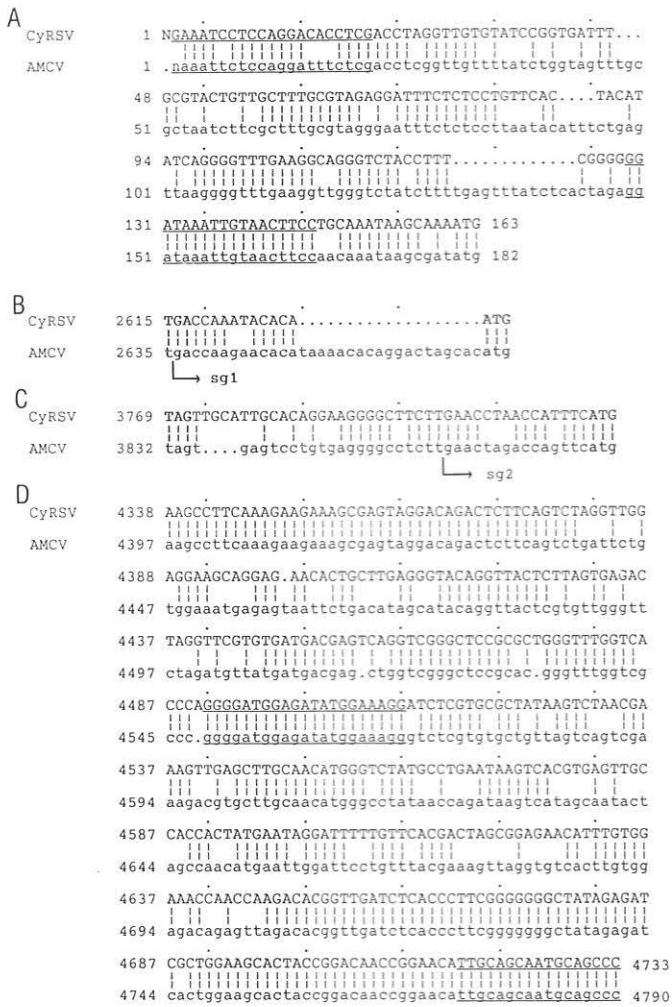 A
CyRSV 1 NGAAATCCTCCAGGACACCTCGACCTAGGTTGTGTATCCGGTGATTT...
AMCV 1 .naaattctccaggatttctcgacctcggttgttttatctggtagtttgc
48 GCGTACTGTTGCTTTGCGTAGAGGATTTCTCTCCTGTTCAC....TACAT
51 gctaatcttcgctttgcgtagggaatttctctccttaatacatttctgag
94 ATCAGGGGTTTGAAGGCAGGGTCTACCTTT.............CGGGGGG
101 ttaaggggtttgaaggttgggtctatcttttgagtttatctcactagagg
131 ATAAATTGTAACTTCCTGCAAATAAGCAAAATG 163
151 ataaattgtaacttccaacaaataagcgatatg 182
B
CyRSV 2615 TGACCAAATACACA...................ATG
AMCV 2635 tgaccaagaacacataaaacacaggactagcacatg
sg1
C
CyRSV 3769 TAGTTGCATTGCACAGGAAGGGGCTTCTTGAACCTAACCATTTCATG
AMCV 3832 tagt....gagtcctgtgaggggcctcttgaactagaccagttcatg
sg2
D
CyRSV 4338 AAGCCTTCAAAGAAGAAAGCGAGTAGGACAGACTCTTCAGTCTAGGTTGG
AMCV 4397 aagccttcaaagaagaaagcgagtaggacagactcttcagtctgattctg
4388 AGGAAGCAGGAG.AACACTGCTTGAGGGTACAGGTTACTCTTAGTGAGAC
4447 tggaaatgagagtaattctgacatagcatacaggttactcgtgttgggtt
4437 TAGGTTCGTGTGATGACGAGTCAGGTCGGGCTCCGCGCTGGGTTTGGTCA
4497 ctagatgttatgatgacgag.ctggtcgggctccgcac.gggtttggtcg
4487 CCCAGGGGATGGAGATATGGAAAGGATCTCGTGCGCTATAAGTCTAACGA
4545 ccc.ggggatggagatatggaaagggtctcgtgtgctgttagtcagtcga
4537 AAGTTGAGCTTGCAACATGGGTCTATGCCTGAATAAGTCACGTGAGTTGC
4594 aagacgtgcttgcaacatgggcctataaccagataagtcatagcaatact
4587 CACCACTATGAATAGGATTTTTGTTCACGACTAGCGGAGAACATTTGTGG
4644 agccaacatgaattggattcctgtttacgaaagttaggtgtcacttgtgg
4637 AAACCAACCAAGACACGGTTGATCTCACCCTTCGGGGGGGCTATAGAGAT
4694 agacagagttagacacggttgatctcacccttcgggggggctatagagat
4687 CGCTGGAAGCACTACCGGACAACCGGAACATTGCAGCAATGCAGCCC 4733
4744 cactggaagcactaccggacaaccggaacattgcagcaatgcagccc 4790